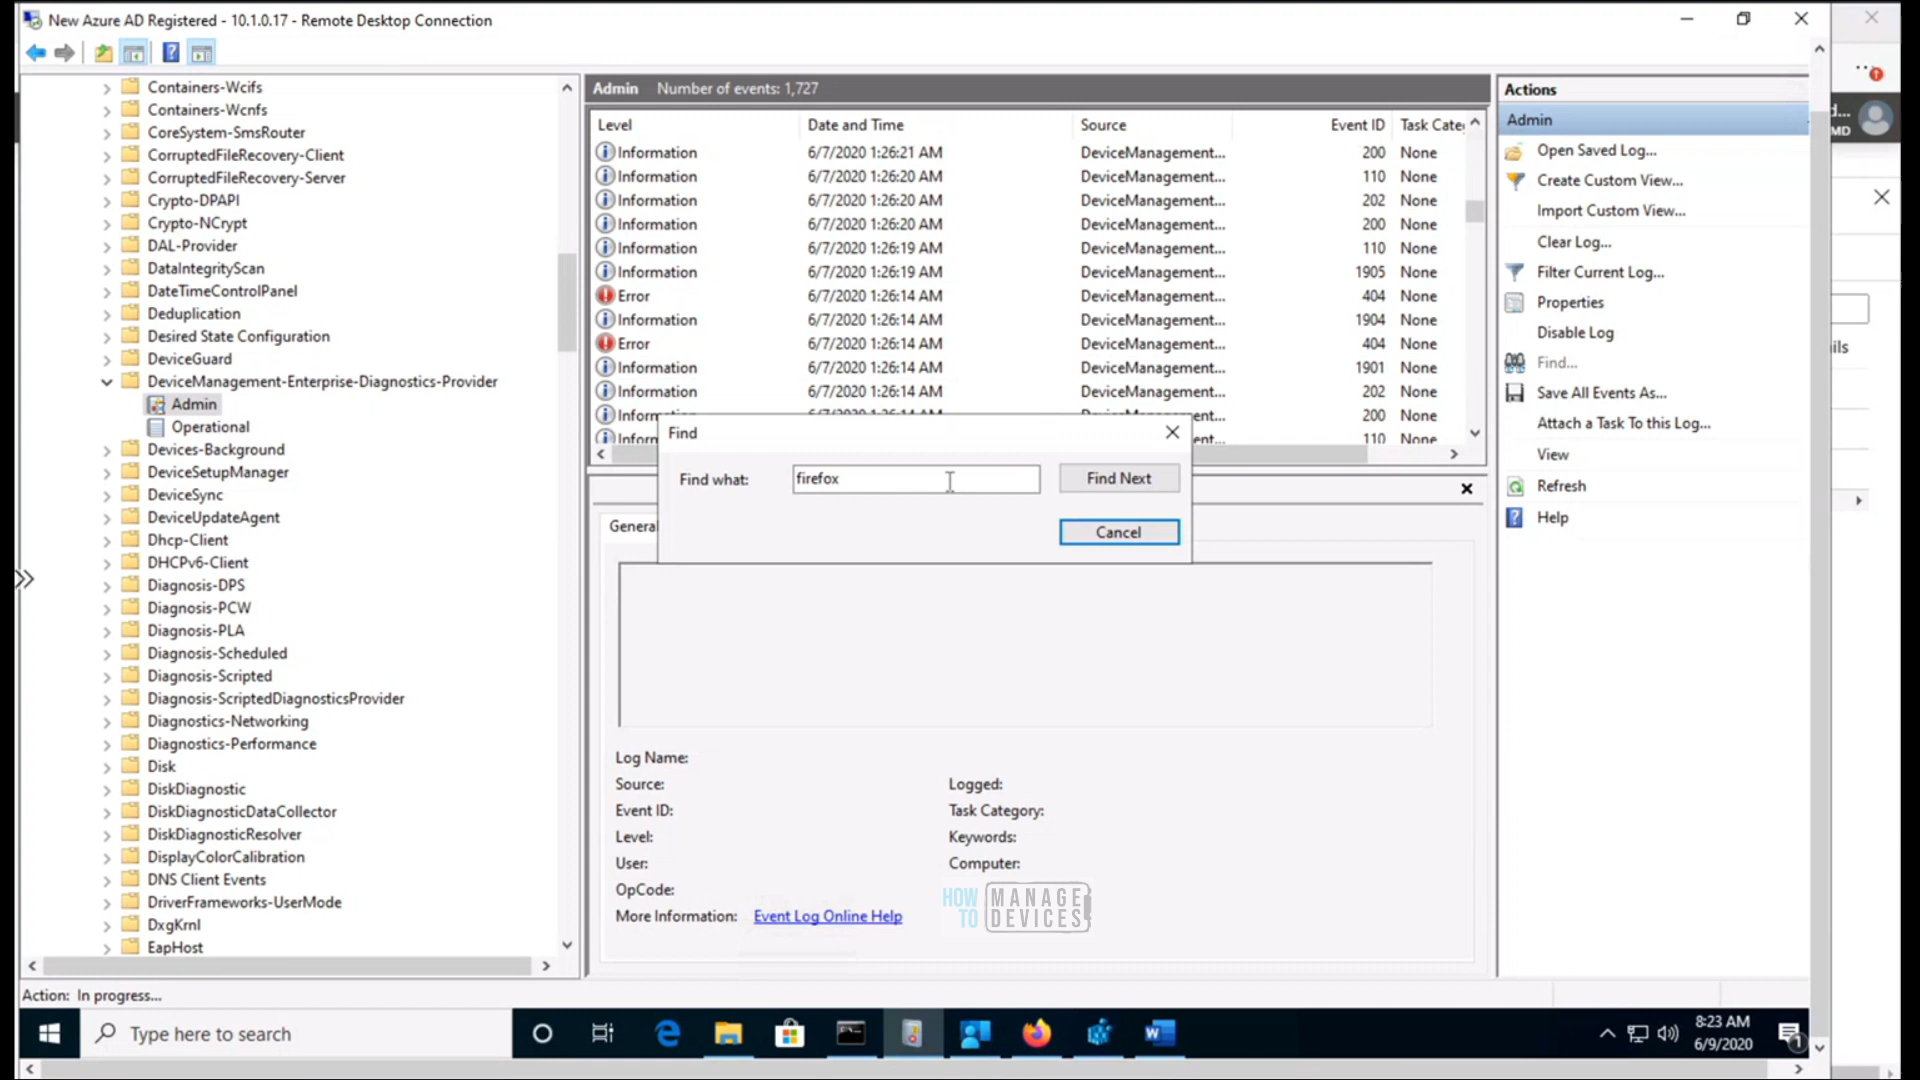 New Azure AD Registered - 10.1.0.17 - Remote Desktop Connection
Containers-Wcifs
Containers-Wcnfs
CoreSystem-SmsRouter
CorruptedFileRecovery-Client
CorruptedFileRecovery-Server
Crypto-DPAPI
Crypto-NCrypt
DAL-Provider
DataIntegrityScan
DateTimeControlPanel
Deduplication
Desired State Configuration
DeviceGuard
DeviceManagement-Enterprise-Diagnostics-Provider
Admin
Operational
Devices-Background
DeviceSetupManager
DeviceSync
DeviceUpdateAgent
Dhcp-Client
DHCPv6-Client
Diagnosis-DPS
Diagnosis-PCW
Diagnosis-PLA
Diagnosis-Scheduled
Diagnosis-Scripted
Diagnosis-ScriptedDiagnosticsProvider
Diagnostics-Networking
Diagnostics-Performance
Disk
DiskDiagnostic
DiskDiagnosticDataCollector
DiskDiagnosticResolver
DisplayColorCalibration
DNS Client Events
DriverFrameworks-UserMode
DxgKrnl
EapHost
Admin Number of events: 1,727
Level Date and Time Source Event ID Task Cate
Information 6/7/2020 1:26:21 AM DeviceManagement... 200 None
Information 6/7/2020 1:26:20 AM DeviceManagement... 110 None
Information 6/7/2020 1:26:20 AM DeviceManagement... 202 None
Information 6/7/2020 1:26:20 AM DeviceManagement... 200 None
Information 6/7/2020 1:26:19 AM DeviceManagement... 110 None
Information 6/7/2020 1:26:19 AM DeviceManagement... 1905 None
Error 6/7/2020 1:26:14 AM DeviceManagement... 404 None
Information 6/7/2020 1:26:14 AM DeviceManagement... 1904 None
Error 6/7/2020 1:26:14 AM DeviceManagement... 404 None
Information 6/7/2020 1:26:14 AM DeviceManagement... 1901 None
Information 6/7/2020 1:26:14 AM DeviceManagement... 202 None
200 None
110 None
Find
Find what: firefox Find Next
Cancel
General
Log Name:
Source: Logged:
Event ID: Task Category:
Level: Keywords:
User: Computer:
OpCode:
More Information: Event Log Online Help
HOW TO MANAGE DEVICES
Actions
Admin
Open Saved Log...
Create Custom View...
Import Custom View...
Clear Log...
Filter Current Log...
Properties
Disable Log
Find...
Save All Events As...
Attach a Task To this Log...
View
Refresh
Help
d...
MD
ils
Action: In progress...
Type here to search
8:23 AM
6/9/2020
1